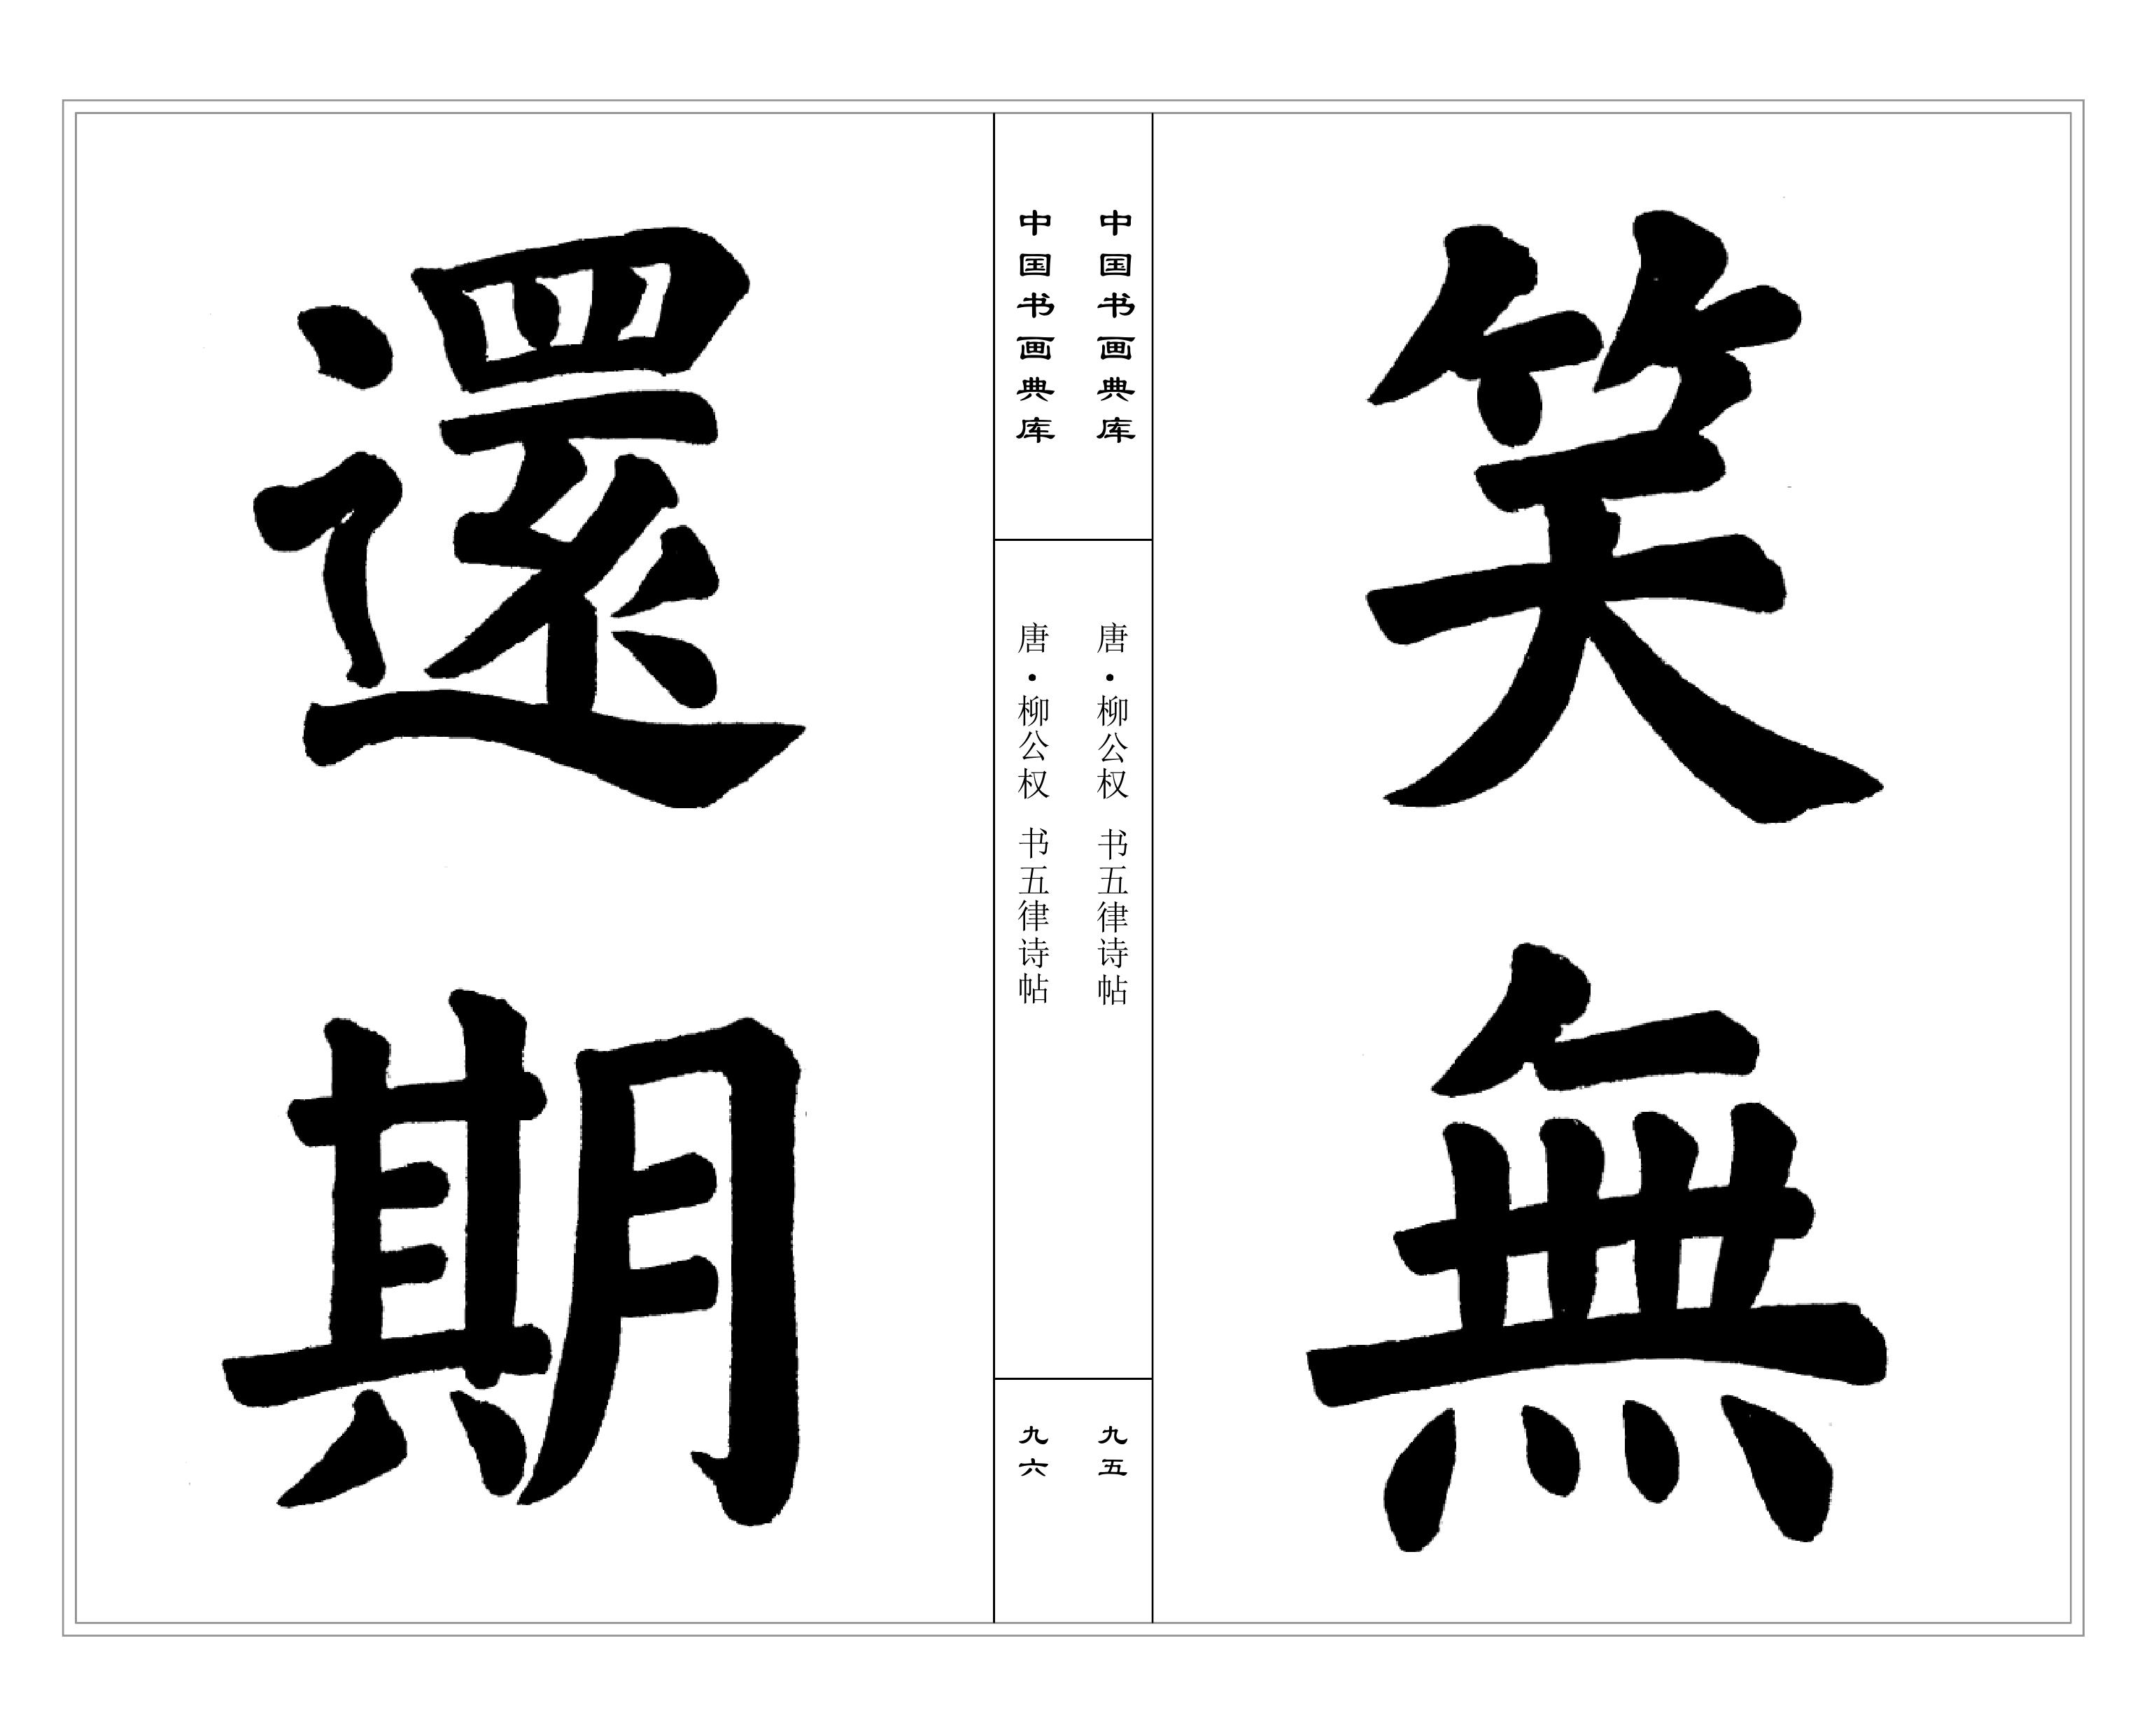 笑無
中国书画典库
唐·柳公权 书五律诗帖
九五
中国书画典库
唐·柳公权 书五律诗帖
九六
還期